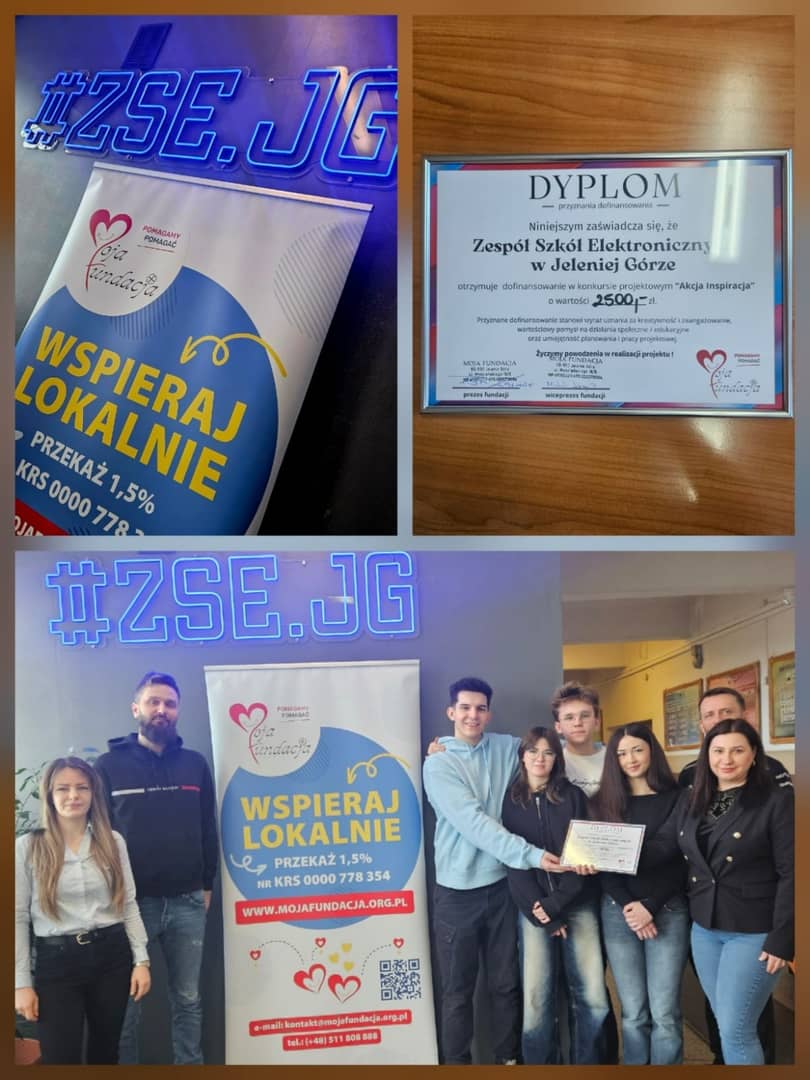 #ZSE.JG
POMAGAMY
POMAGAĆ
Moja
Fundacja
WSPIERAJ
LOKALNIE
PRZEKAŻ 1,5%
KRS 0000 778
DYPLOM
przyznania dofinansowania
Niniejszym zaświadcza się, że
Zespół Szkół Elektroniczny
w Jeleniej Górze
otrzymuje dofinansowanie w konkursie projektowym "Akcja Inspiracja"
o wartości 2500,- zł.
Przyznane dofinansowanie stanowi wyraz uznania za kreatywność i zaangażowanie,
wartościowy pomysł na działania społeczne / edukacyjne
oraz umiejętność planowania i pracy projektowej.
Życzymy powodzenia w realizacji projektu !
MOJA FUNDACJA
MOJA FUNDACJA
prezes fundacji
wiceprezes fundacji
POMAGAMY
POMAGAĆ
Moja
Fundacja
#ZSE.JG
POMAGAMY
POMAGAĆ
Moja
Fundacja
WSPIERAJ
LOKALNIE
PRZEKAŻ 1,5%
NR KRS 0000 778 354
WWW.MOJAFUNDACJA.ORG.PL
e-mail: kontakt@mojafundacja.org.pl
tel.: (+48) 511 808 888
DYPLOM